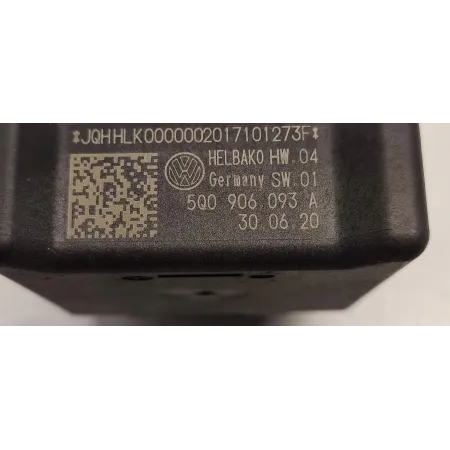 *JQHHLK0000002017101273F*
HELBAKO HW.04
Germany SW.01
5Q0 906 093 A
30.06.20